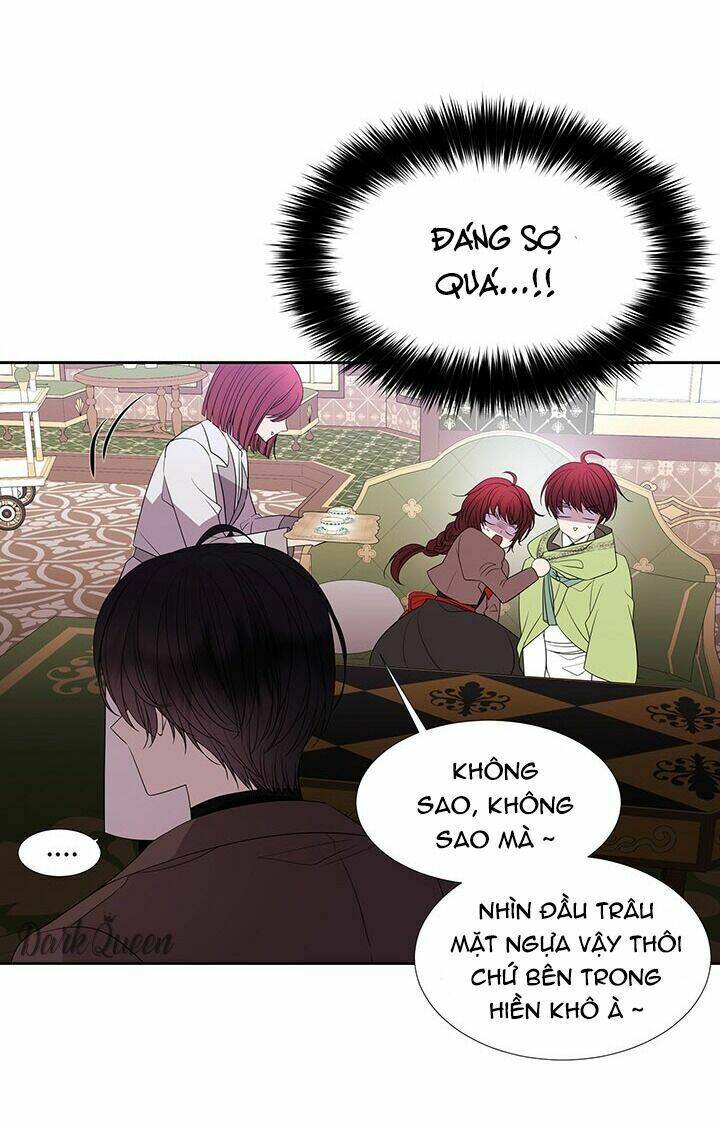 ĐÁNG SỢ
QUÁ...!!
KHÔNG
SAO, KHÔNG
SAO MÀ ~
....
NHÌN ĐẦU TRÂU
MẶT NGỰA VẬY THÔI
CHỨ BÊN TRONG
HIỀN KHÔ À ~
Dark Queen